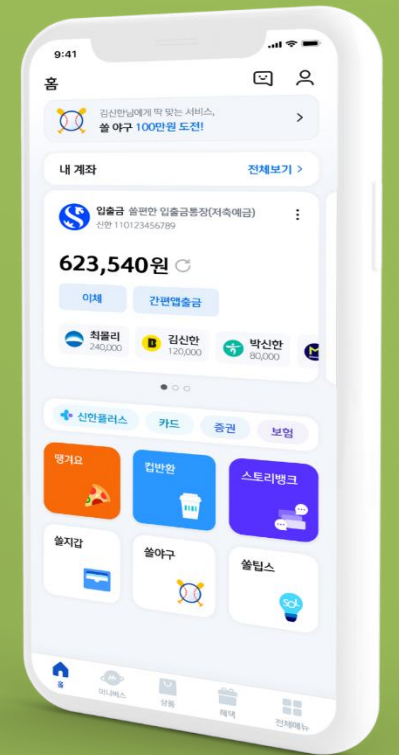 9:41
홈
김신한님에게 딱 맞는 서비스,
쏠 야구 100만원 도전!
내 계좌
전체보기 >
입출금 쏠편한 입출금통장(저축예금)
신한 110123456789
623,540원
이체
간편앱출금
최몰리
240,000
김신한
120,000
박신한
80,000
신한플러스
카드
증권
보험
땡겨요
컵반환
스토리뱅크
쏠지갑
쏠야구
쏠팁스
sol
홈
상품
혜택
전체메뉴